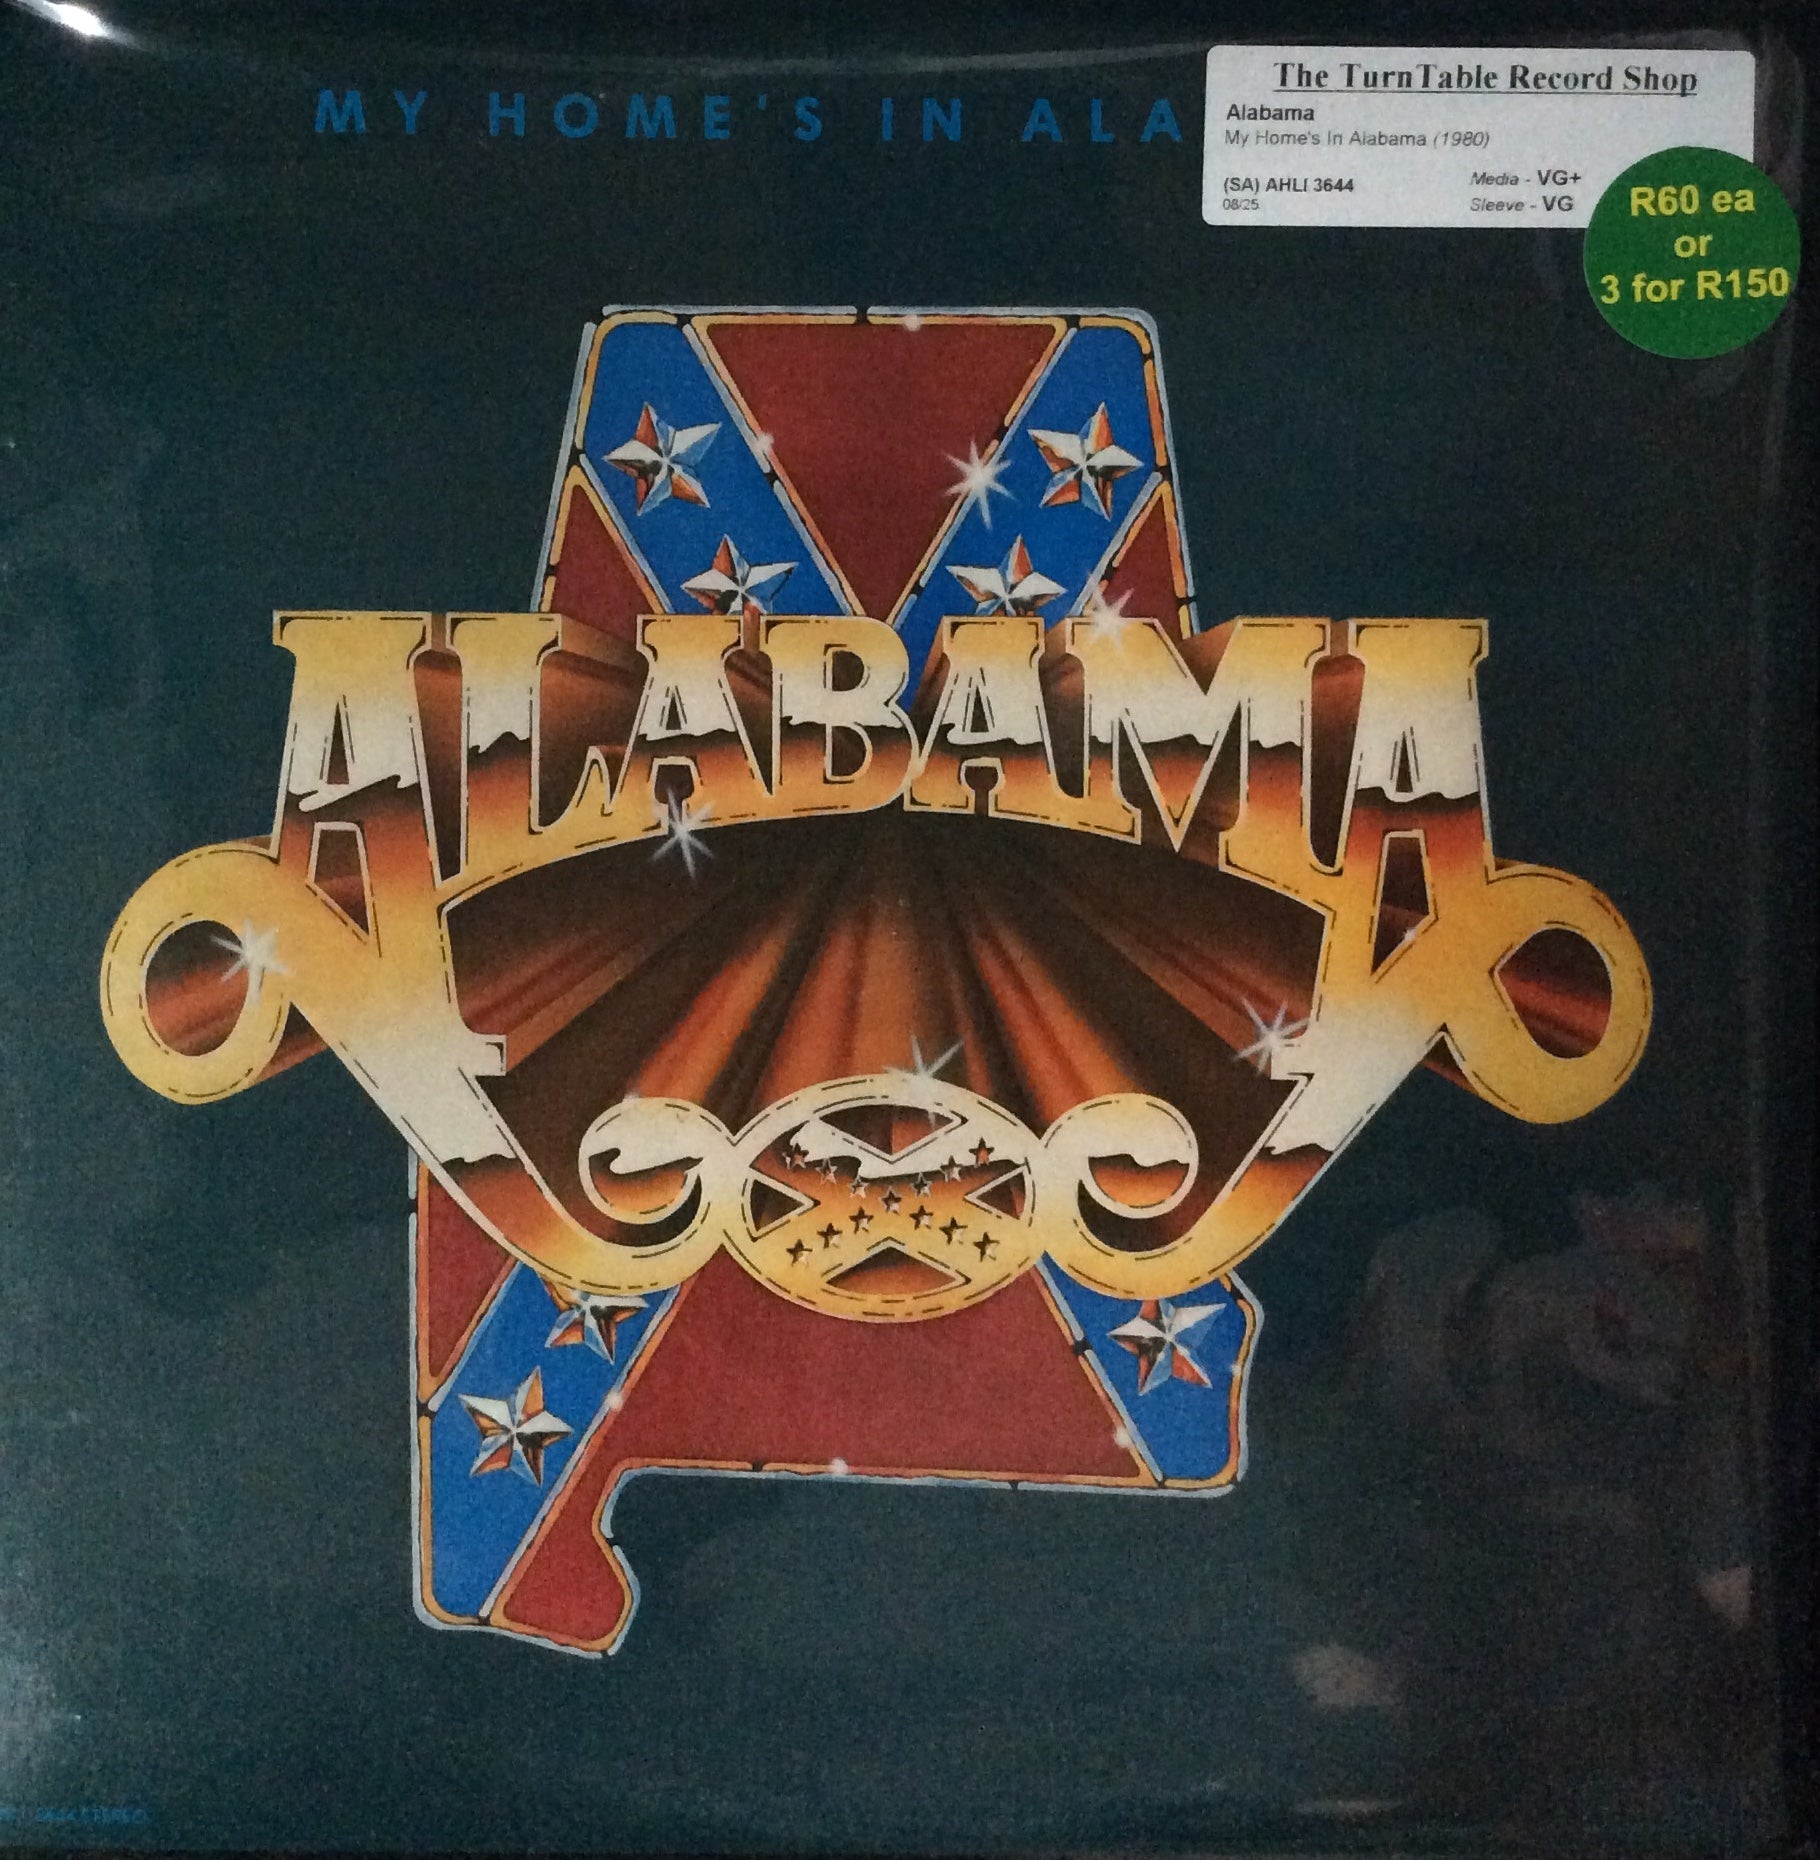 The TurnTable Record Shop
Alabama
My Home's In Alabama (1980)
(SA) AHLI 3644 Media - VG+
08/25 Sleeve - VG
R60 ea
or
3 for R150
MY HOME'S IN ALA
ALABAMA